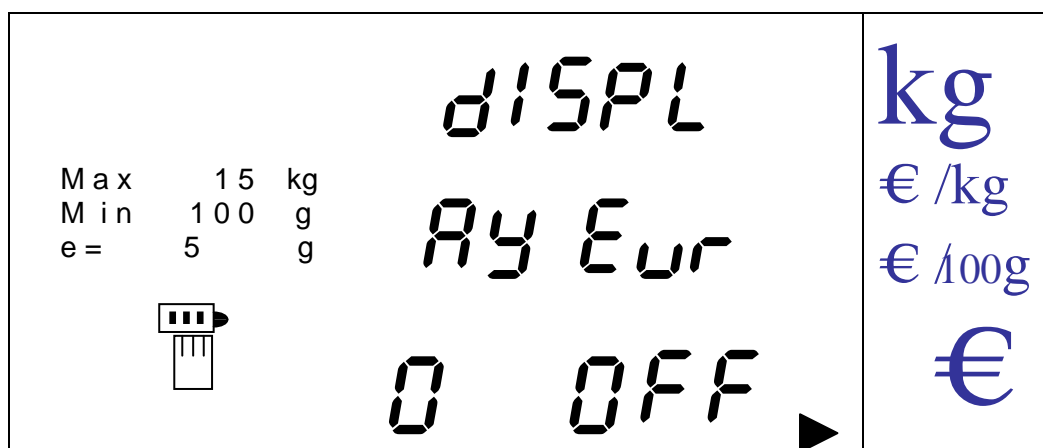 Max 15 kg
Min 100 g
e= 5 g
dISPL
Ay Eur
0 OFF
kg
€ /kg
€ /100g
€